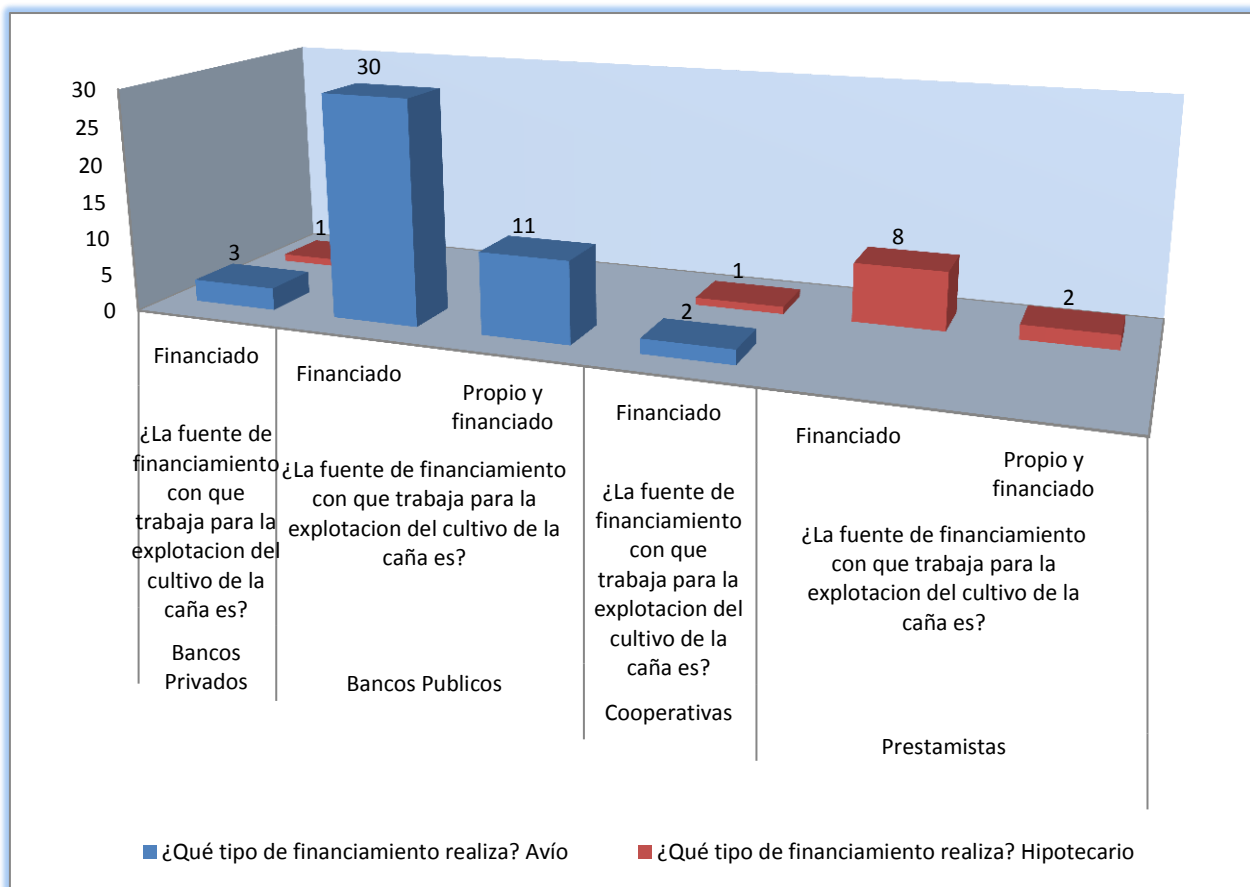 30
25
20
15
10
5
0
3
1
30
11
2
1
8
2
Financiado
¿La fuente de
financiamiento
con que
trabaja para la
explotacion del
cultivo de la
caña es?
Bancos
Privados
Financiado
Propio y
financiado
¿La fuente de financiamiento
con que trabaja para la
explotacion del cultivo de la
caña es?
Bancos Publicos
Financiado
¿La fuente de
financiamiento
con que
trabaja para la
explotacion del
cultivo de la
caña es?
Cooperativas
Financiado
Propio y
financiado
¿La fuente de financiamiento
con que trabaja para la
explotacion del cultivo de la
caña es?
Prestamistas
¿Qué tipo de financiamiento realiza? Avío
¿Qué tipo de financiamiento realiza? Hipotecario